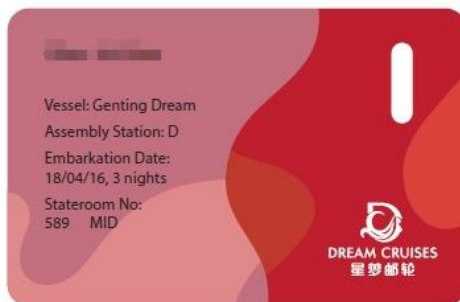 Vessel: Genting Dream
Assembly Station: D
Embarkation Date:
18/04/16, 3 nights
Stateroom No:
589 MID
DREAM CRUISES
星梦邮轮